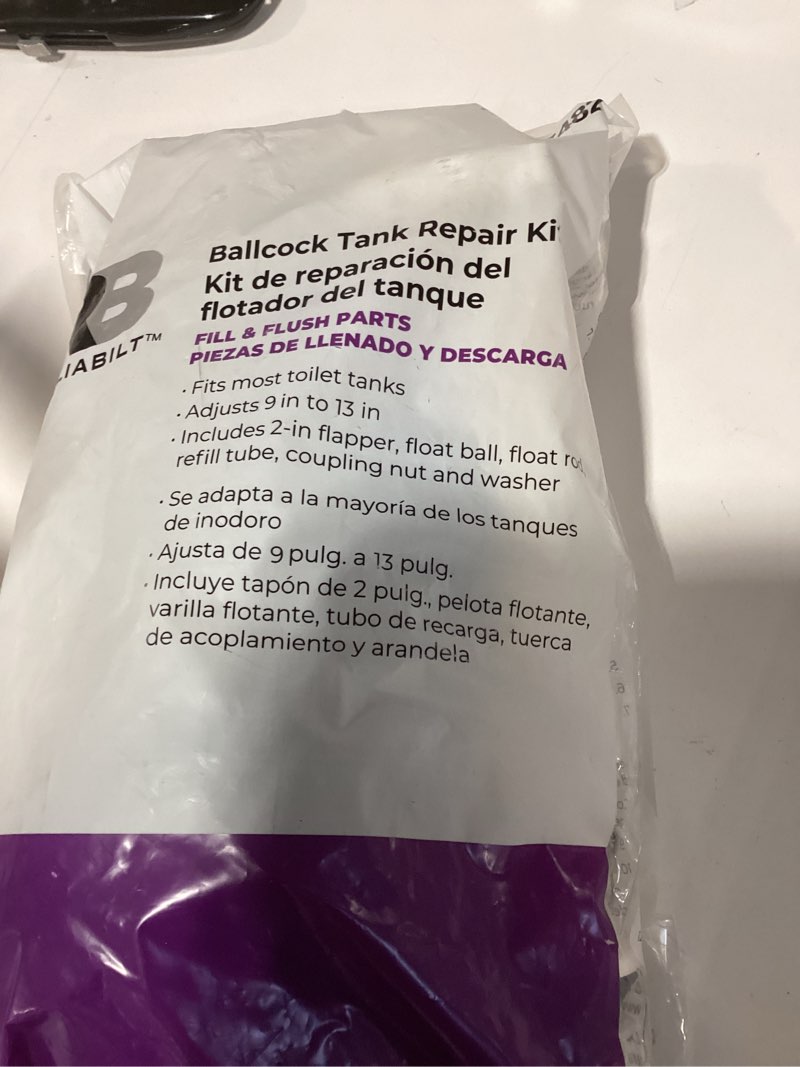 482
Ballcock Tank Repair Ki
Kit de reparación del
flotador del tanque
FILL & FLUSH PARTS
PIEZAS DE LLENADO Y DESCARGA
B
LIABILT™
. Fits most toilet tanks
. Adjusts 9 in to 13 in
. Includes 2-in flapper, float ball, float rod,
refill tube, coupling nut and washer
. Se adapta a la mayoría de los tanques
de inodoro
. Ajusta de 9 pulg. a 13 pulg.
. Incluye tapón de 2 pulg., pelota flotante,
varilla flotante, tubo de recarga, tuerca
de acoplamiento y arandela